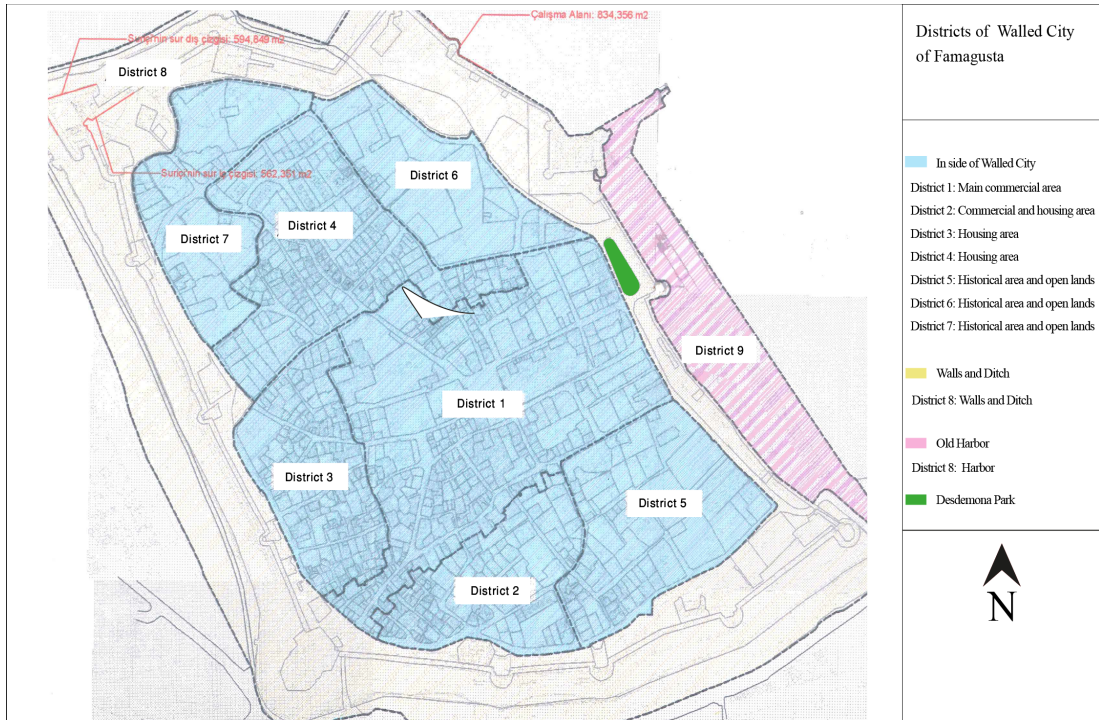 Çalışma Alanı: 834,356 m2
Suriçi'nin sur dış çizgisi: 594,849 m2
District 8
Suriçi'nin sur iç çizgisi: 562,351 m2
District 6
District 4
District 7
District 9
District 1
District 3
District 5
District 2
Districts of Walled City
of Famagusta
In side of Walled City
District 1: Main commercial area
District 2: Commercial and housing area
District 3: Housing area
District 4: Housing area
District 5: Historical area and open lands
District 6: Historical area and open lands
District 7: Historical area and open lands
Walls and Ditch
District 8: Walls and Ditch
Old Harbor
District 8: Harbor
Desdemona Park
N